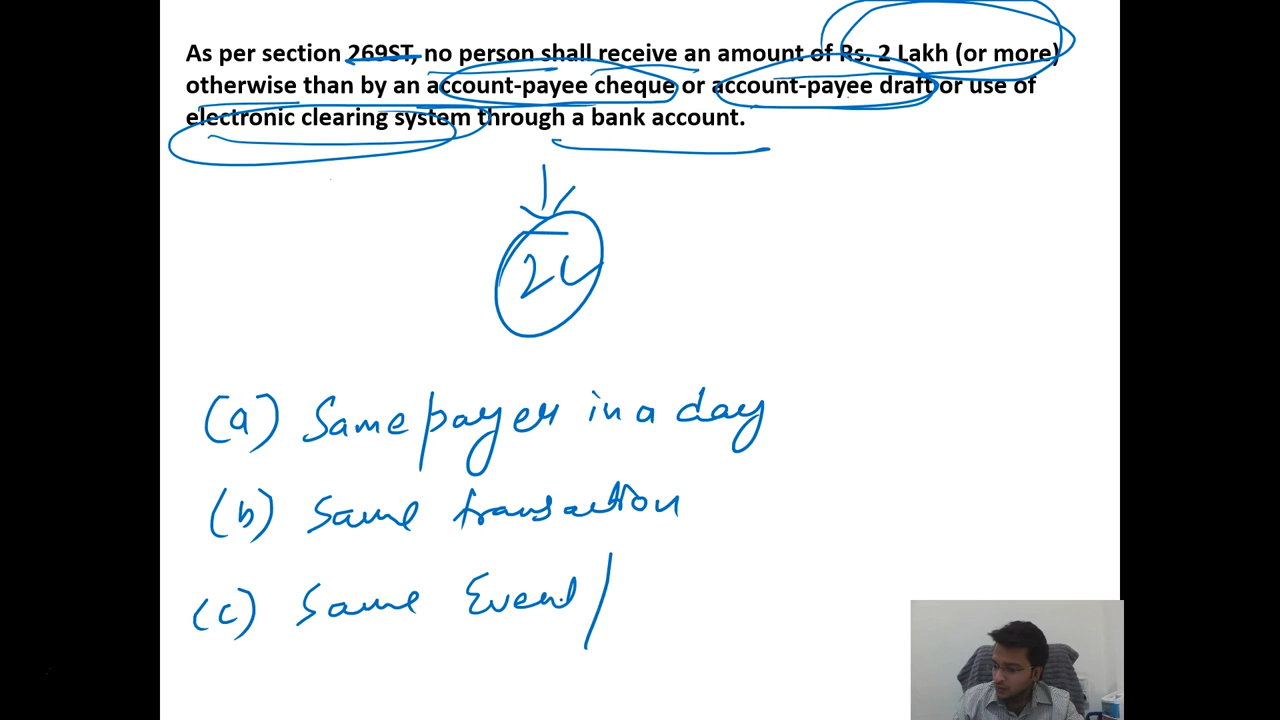 As per section 269ST, no person shall receive an amount of Rs. 2 Lakh (or more)
otherwise than by an account-payee cheque or account-payee draft or use of
electronic clearing system through a bank account.
2L
(a) Same payer in a day
(b) Same transaction
(c) Same Event/